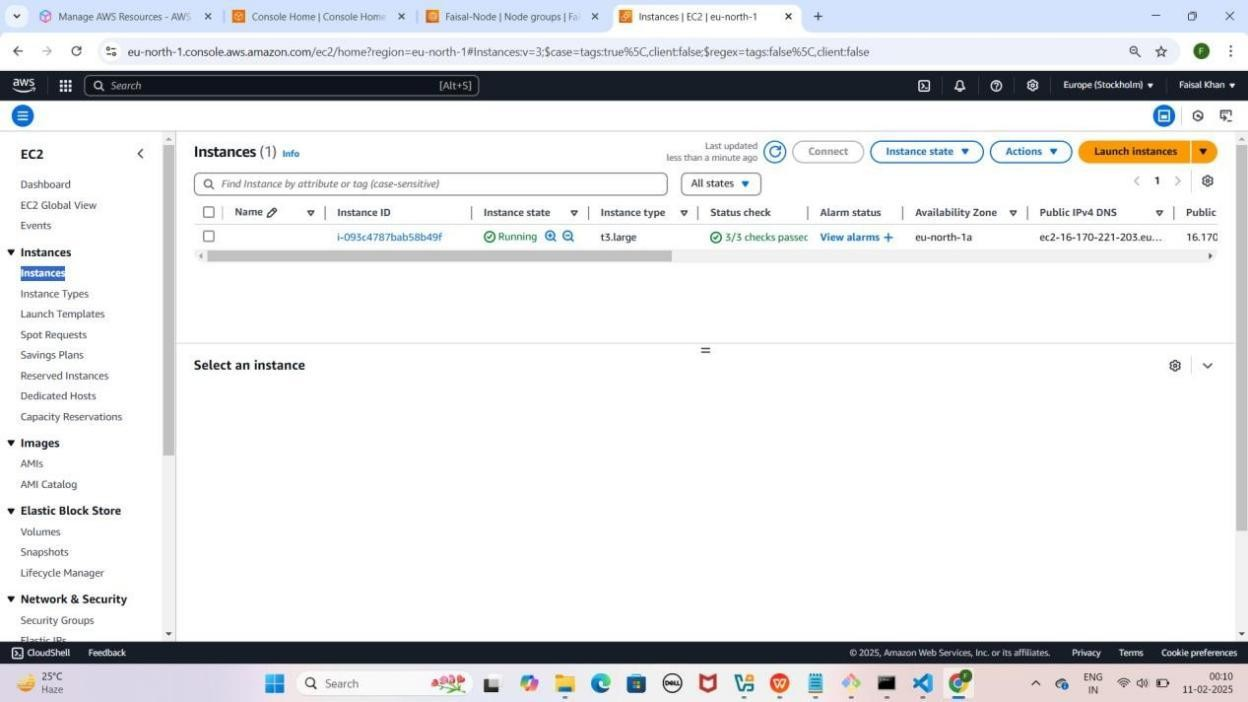 Manage AWS Resources - AWS
Console Home | Console Home
Faisal-Node | Node groups | Fai
Instances | EC2 | eu-north-1
eu-north-1.console.aws.amazon.com/ec2/home?region=eu-north-1#Instances:v=3;$case=tags:true%5C,client:false;$regex=tags:false%5C,client:false
F
aws
Search
[Alt+S]
Europe (Stockholm)
Faisal Khan
EC2
Dashboard
EC2 Global View
Events
Instances
Instances
Instance Types
Launch Templates
Spot Requests
Savings Plans
Reserved Instances
Dedicated Hosts
Capacity Reservations
Images
AMIs
AMI Catalog
Elastic Block Store
Volumes
Snapshots
Lifecycle Manager
Network & Security
Security Groups
Elastic IPs
Instances (1) Info
Last updated
less than a minute ago
Connect
Instance state
Actions
Launch instances
Find Instance by attribute or tag (case-sensitive)
All states
1
Name Instance ID Instance state Instance type Status check Alarm status Availability Zone Public IPv4 DNS Public
i-093c4787bab58b49f Running t3.large 3/3 checks passed View alarms + eu-north-1a ec2-16-170-221-203.eu... 16.170
Select an instance
CloudShell Feedback
© 2025, Amazon Web Services, Inc. or its affiliates. Privacy Terms Cookie preferences
25°C
Haze
Search
DELL
ENG
IN
00:10
11-02-2025